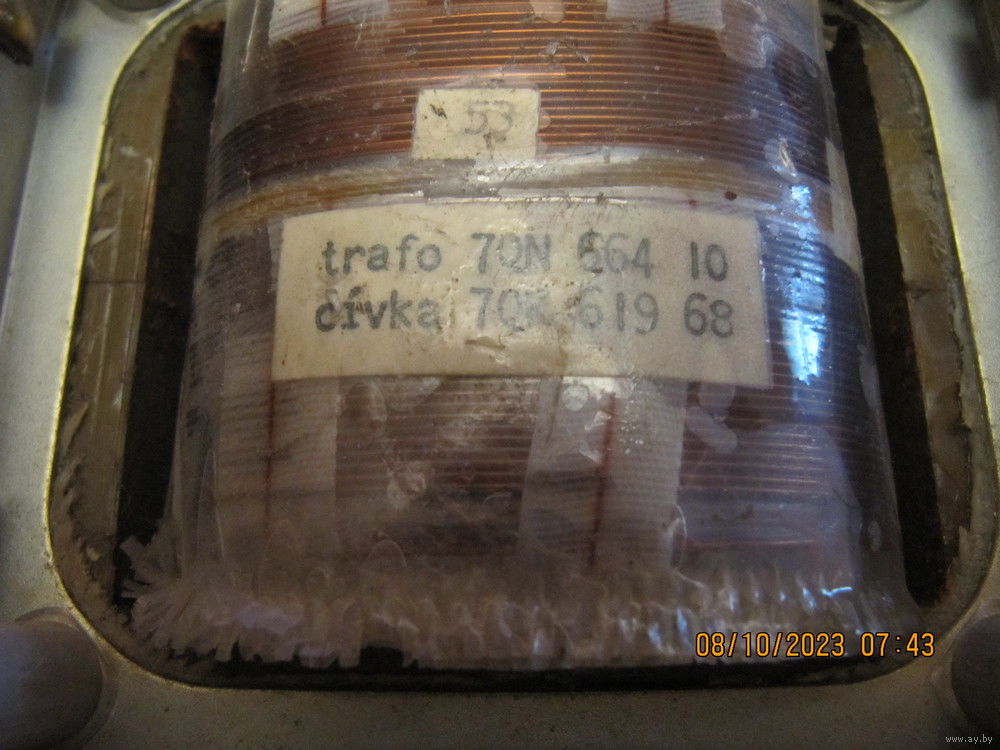 53
trafo 7QN 664 10
cívka 7QK 619 68
08/10/2023 07:43
www.ay.by